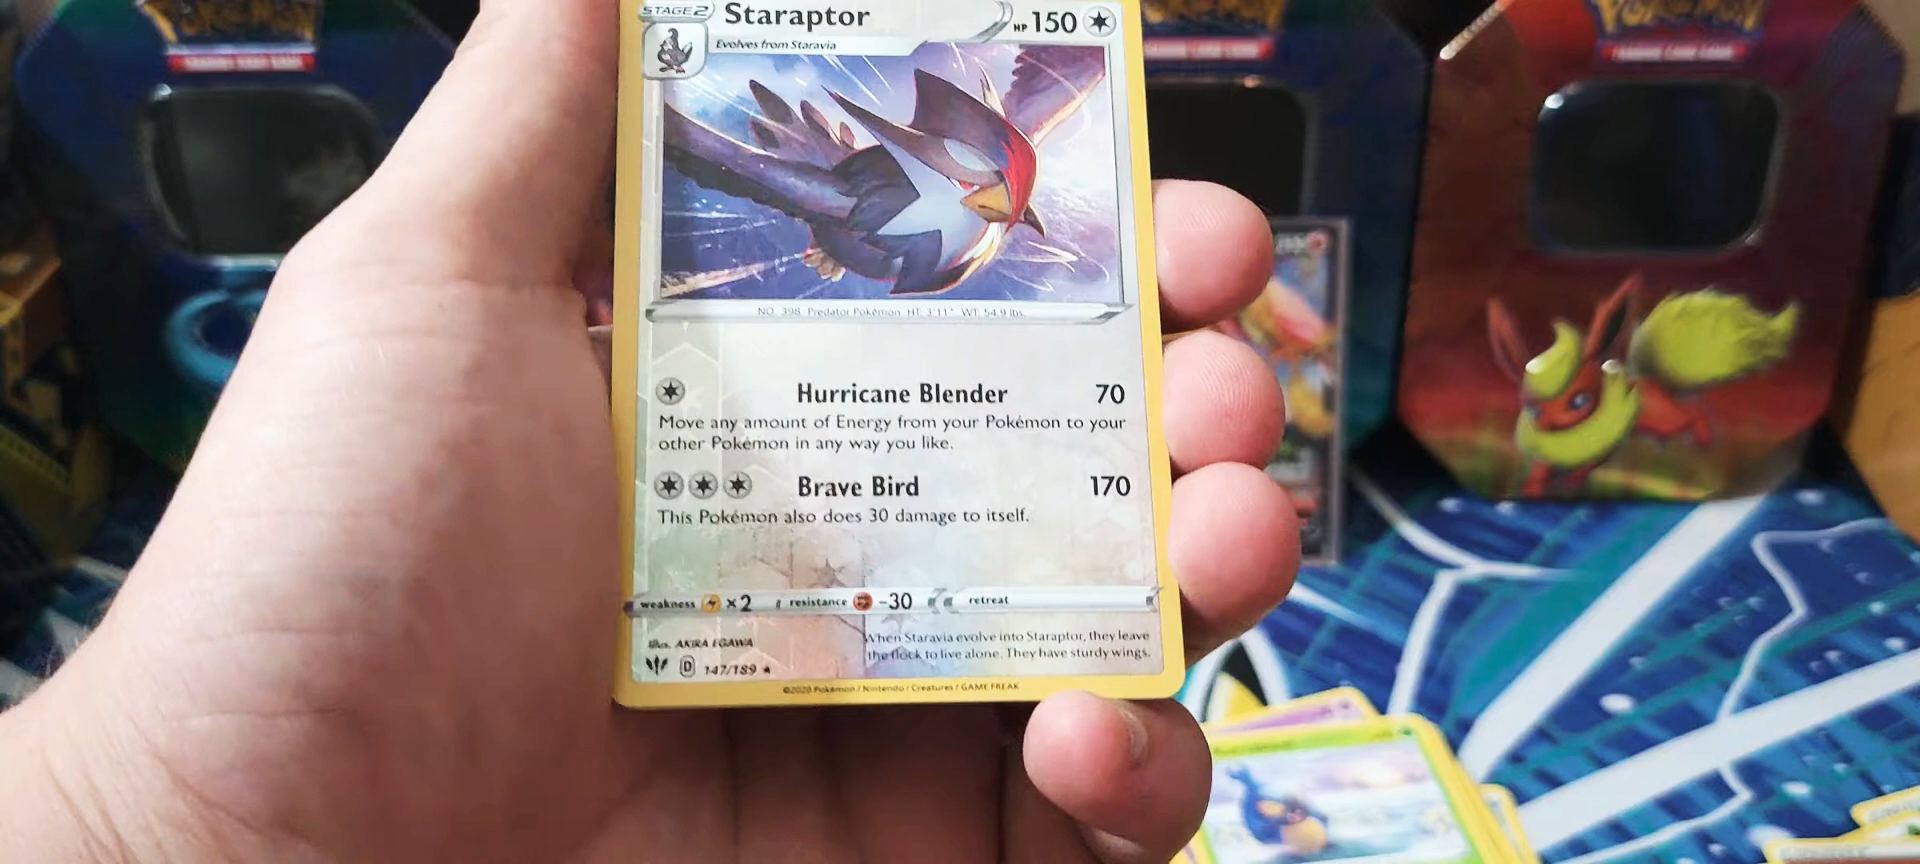 STAGE 2 Staraptor HP 150
Evolves from Staravia
NO. 398 Predator Pokémon HT: 3'11" WT: 54.9 lbs.
Hurricane Blender 70
Move any amount of Energy from your Pokémon to your
other Pokémon in any way you like.
Brave Bird 170
This Pokémon also does 30 damage to itself.
weakness ×2 resistance -30 retreat
Illus. AKIRA EGAWA
When Staravia evolve into Staraptor, they leave
the flock to live alone. They have sturdy wings.
D 147/189
©2020 Pokémon / Nintendo / Creatures / GAME FREAK
POKÉMON
TRADING CARD GAME